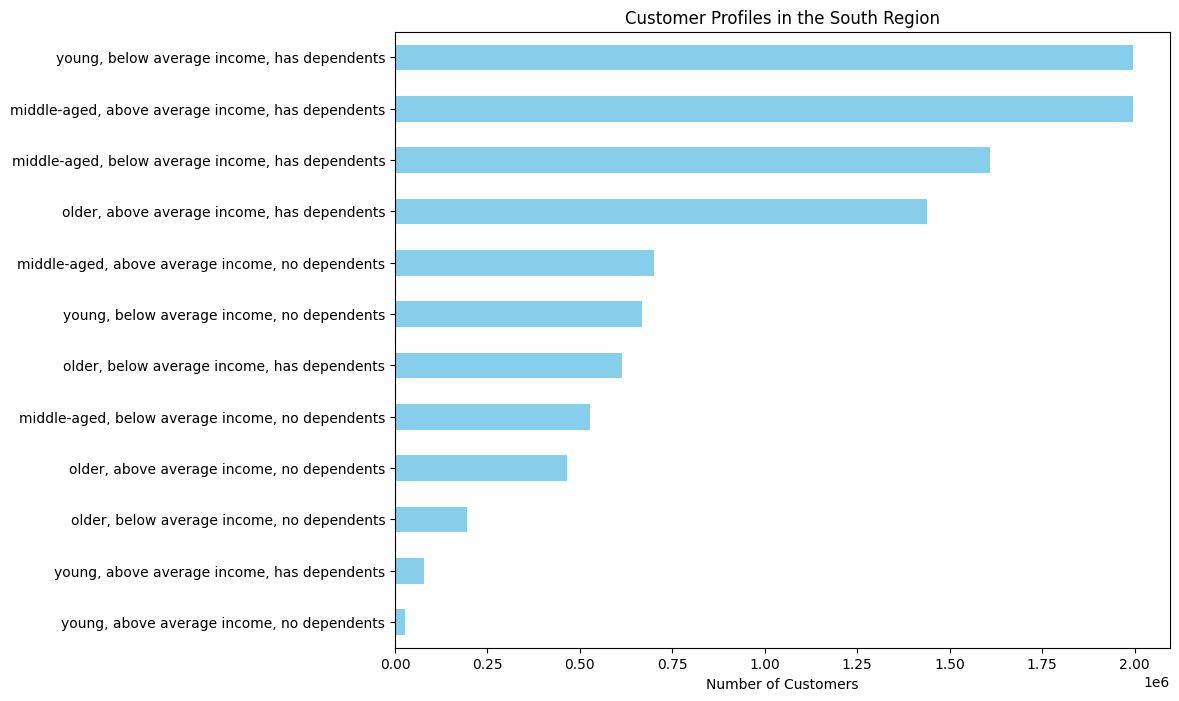 Customer Profiles in the South Region
young, below average income, has dependents
middle-aged, above average income, has dependents
middle-aged, below average income, has dependents
older, above average income, has dependents
middle-aged, above average income, no dependents
young, below average income, no dependents
older, below average income, has dependents
middle-aged, below average income, no dependents
older, above average income, no dependents
older, below average income, no dependents
young, above average income, has dependents
young, above average income, no dependents
0.00 0.25 0.50 0.75 1.00 1.25 1.50 1.75 2.00
1e6
Number of Customers